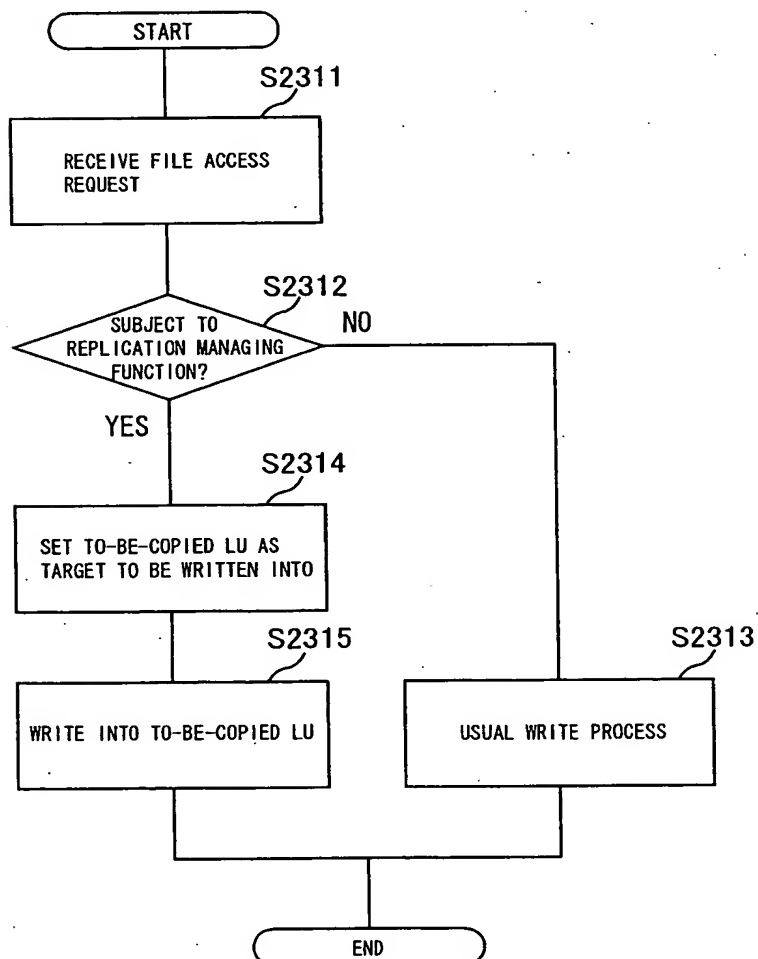 START
S2311
RECEIVE FILE ACCESS
REQUEST
S2312
SUBJECT TO
REPLICATION MANAGING
FUNCTION?
NO
YES
S2314
SET TO-BE-COPIED LU AS
TARGET TO BE WRITTEN INTO
S2315
WRITE INTO TO-BE-COPIED LU
S2313
USUAL WRITE PROCESS
END